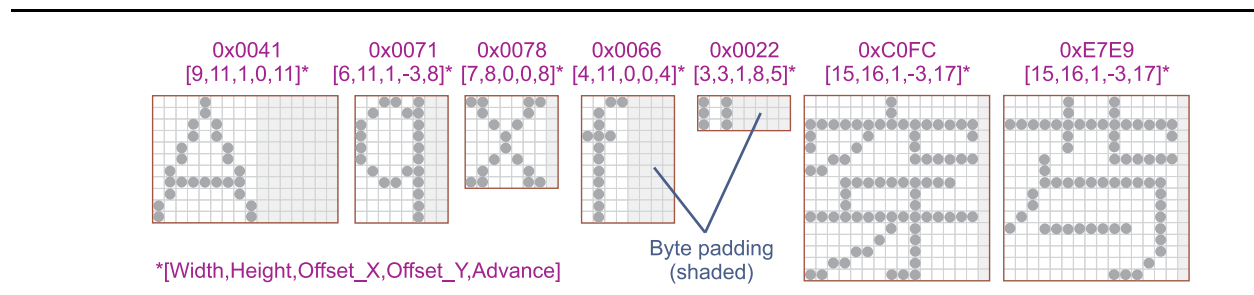 0x0041 0x0071 0x0078 0x0066 0x0022 0xC0FC 0xE7E9
[9,11,1,0,11]* [6,11,1,-3,8]* [7,8,0,0,8]* [4,11,0,0,4]* [3,3,1,8,5]* [15,16,1,-3,17]* [15,16,1,-3,17]*
Byte padding
(shaded)
*[Width,Height,Offset_X,Offset_Y,Advance]